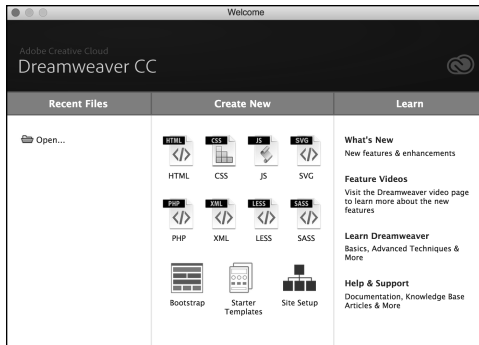 Welcome
Adobe Creative Cloud
Dreamweaver CC
Recent Files
Create New
Learn
Open...
HTML CSS JS SVG
HTML CSS JS SVG
PHP XML LESS SASS
PHP XML LESS SASS
Bootstrap
Starter
Templates
Site Setup
What's New
New features & enhancements
Feature Videos
Visit the Dreamweaver video page
to learn more about the new
features
Learn Dreamweaver
Basics, Advanced Techniques &
More
Help & Support
Documentation, Knowledge Base
Articles & More